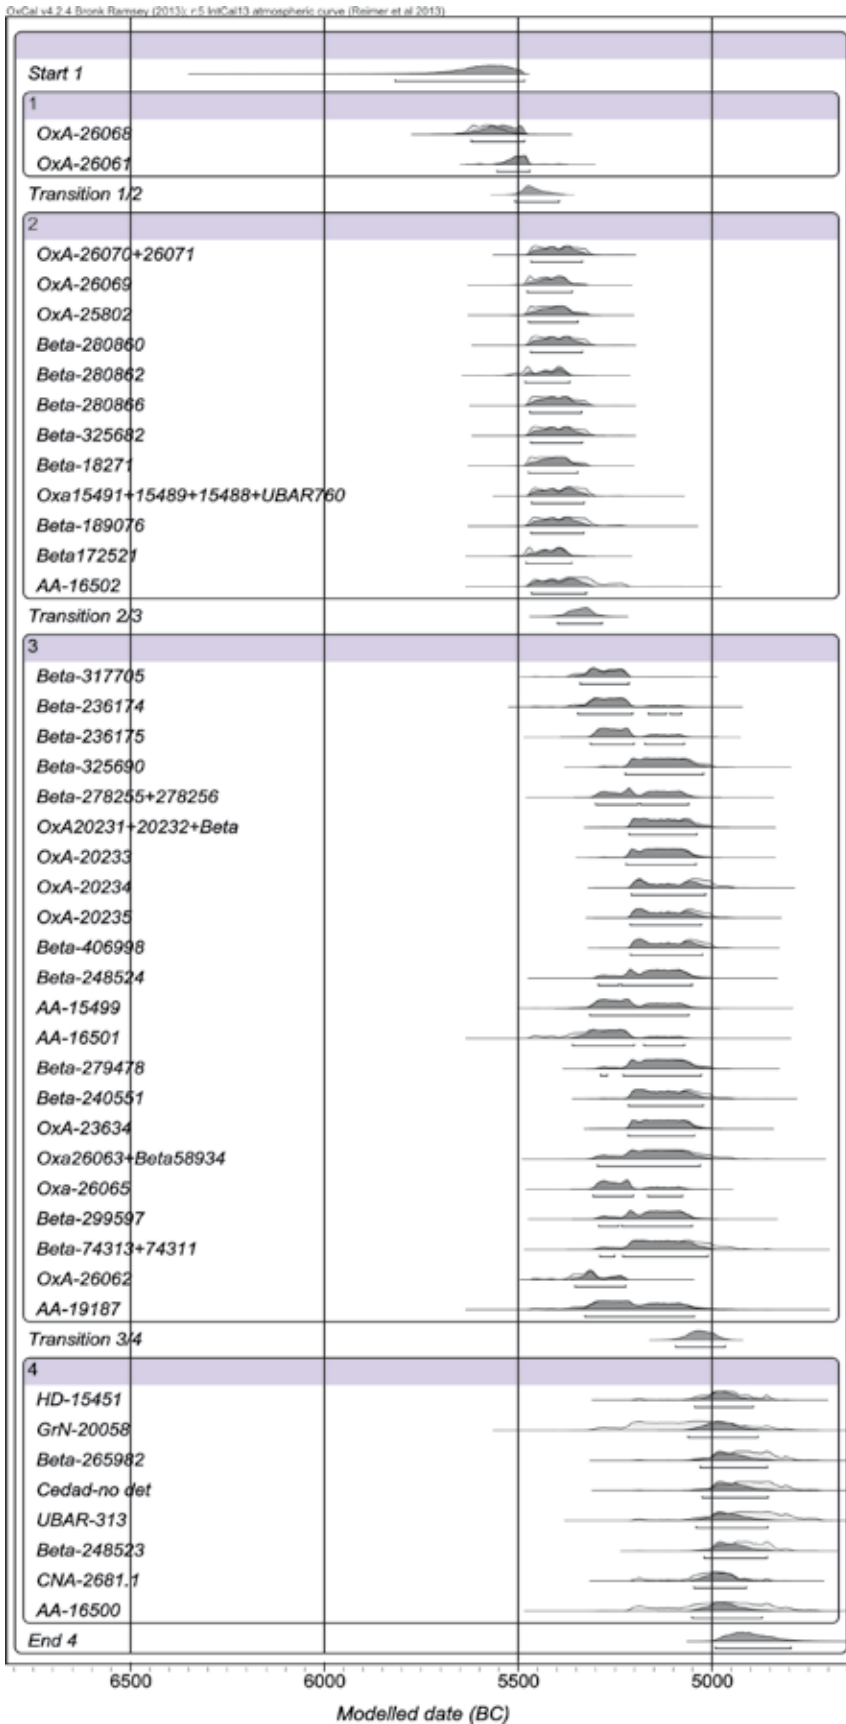 OxCal v4.2.4 Bronk Ramsey (2013); r:5 IntCal13 atmospheric curve (Reimer et al 2013)
Start 1
1
OxA-26068
OxA-26061
Transition 1/2
2
OxA-26070+26071
OxA-26069
OxA-25802
Beta-280860
Beta-280862
Beta-280866
Beta-325682
Beta-18271
Oxa15491+15489+15488+UBAR760
Beta-189076
Beta172521
AA-16502
Transition 2/3
3
Beta-317705
Beta-236174
Beta-236175
Beta-325690
Beta-278255+278256
OxA20231+20232+Beta
OxA-20233
OxA-20234
OxA-20235
Beta-406998
Beta-248524
AA-15499
AA-16501
Beta-279478
Beta-240551
OxA-23634
Oxa26063+Beta58934
Oxa-26065
Beta-299597
Beta-74313+74311
OxA-26062
AA-19187
Transition 3/4
4
HD-15451
GrN-20058
Beta-265982
Cedad-no det
UBAR-313
Beta-248523
CNA-2681.1
AA-16500
End 4
6500 6000 5500 5000
Modelled date (BC)